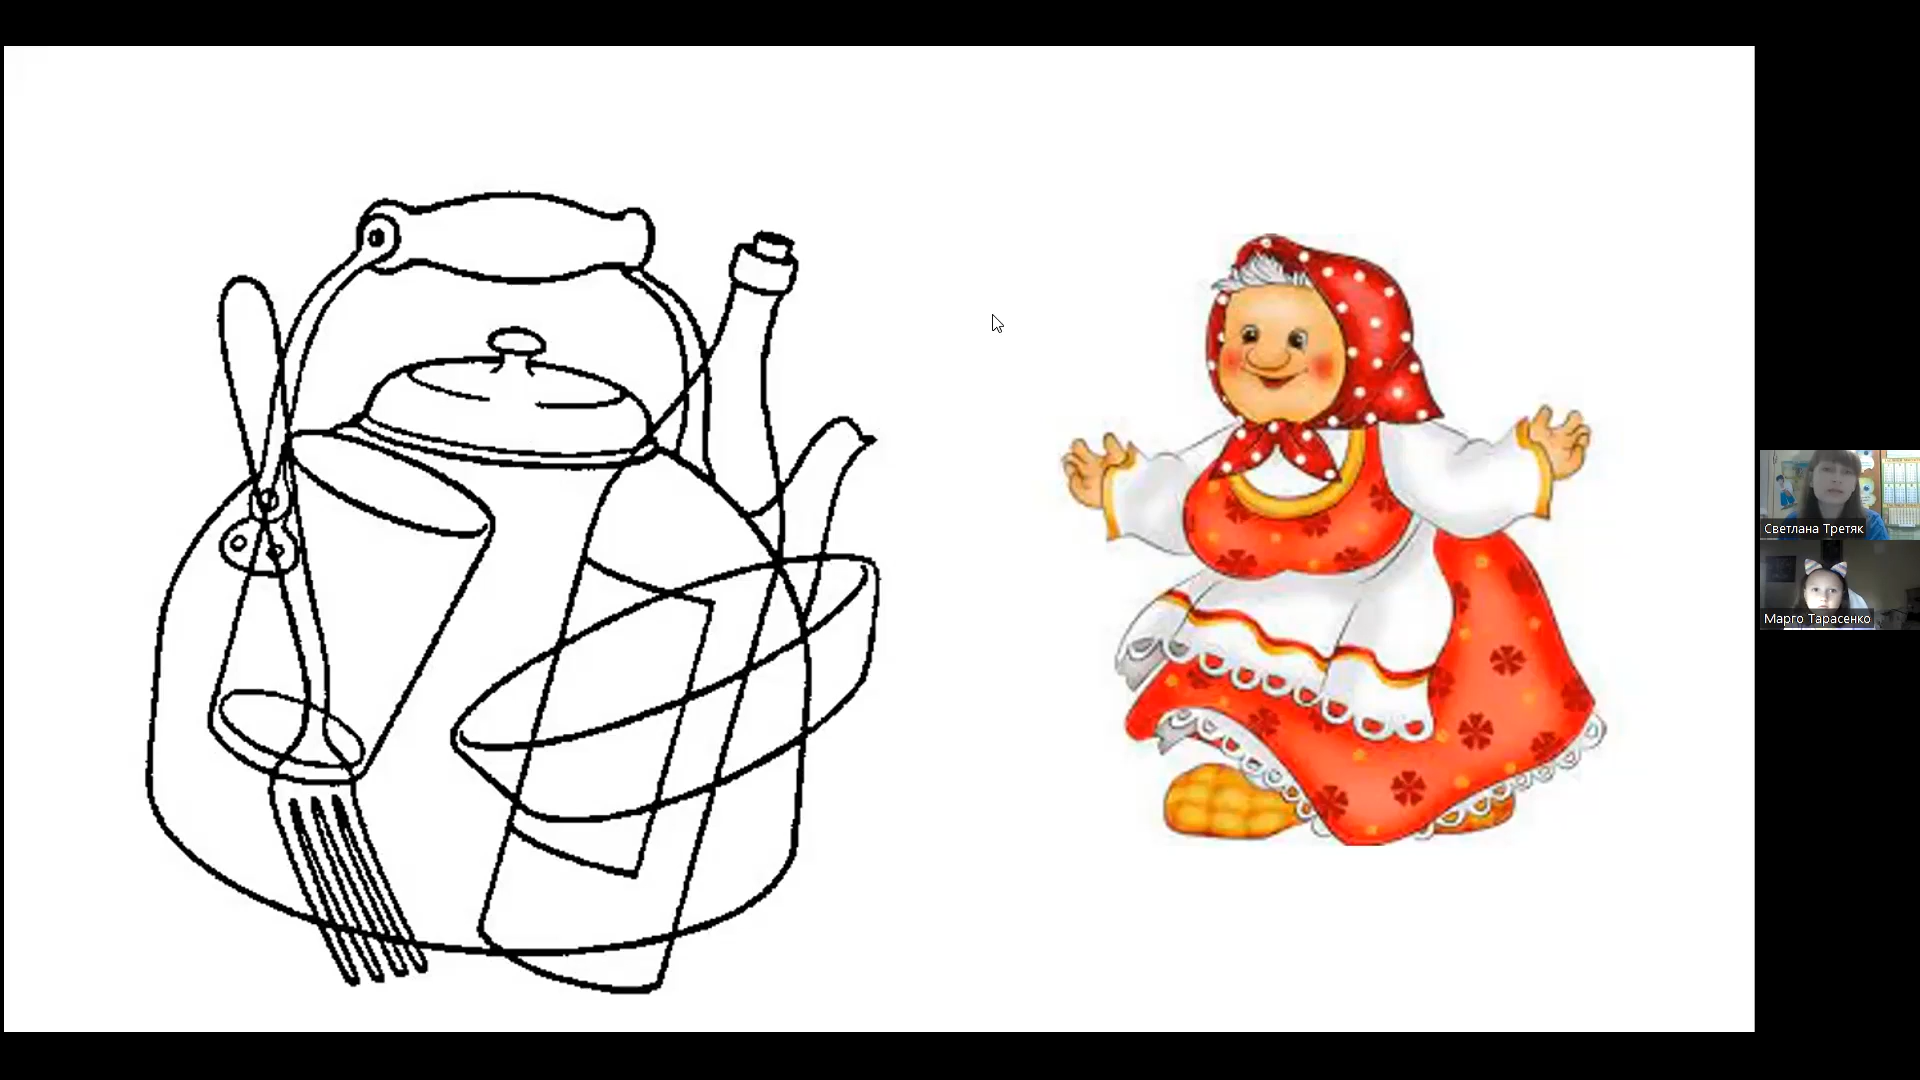 Светлана Третяк
Марго Тарасенко